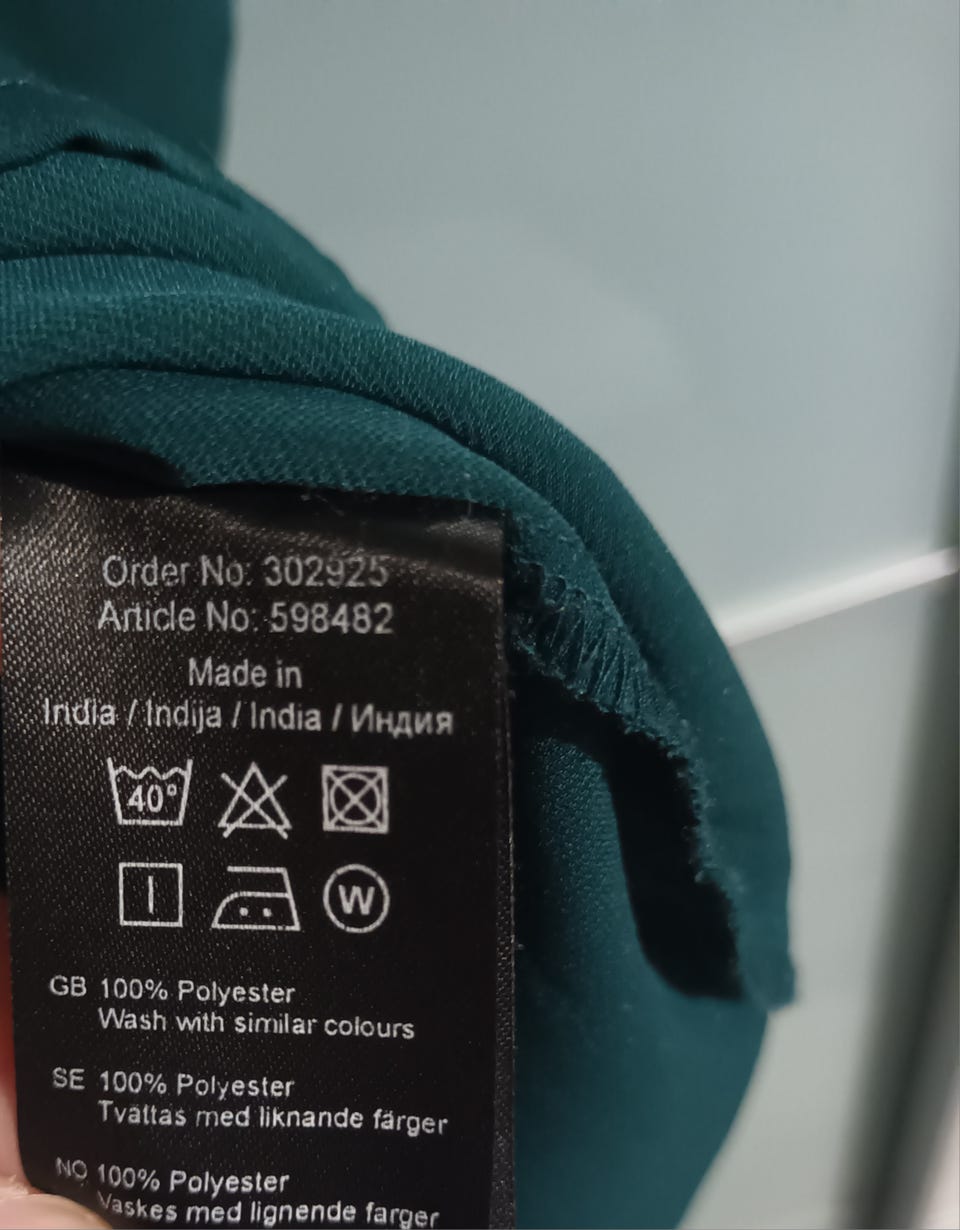 Order No: 302925
Article No: 598482
Made in
India / Indija / India / Индия
40°
W
GB 100% Polyester
Wash with similar colours
SE 100% Polyester
Tvättas med liknande färger
NO 100% Polyester
Vaskes med lignende farger